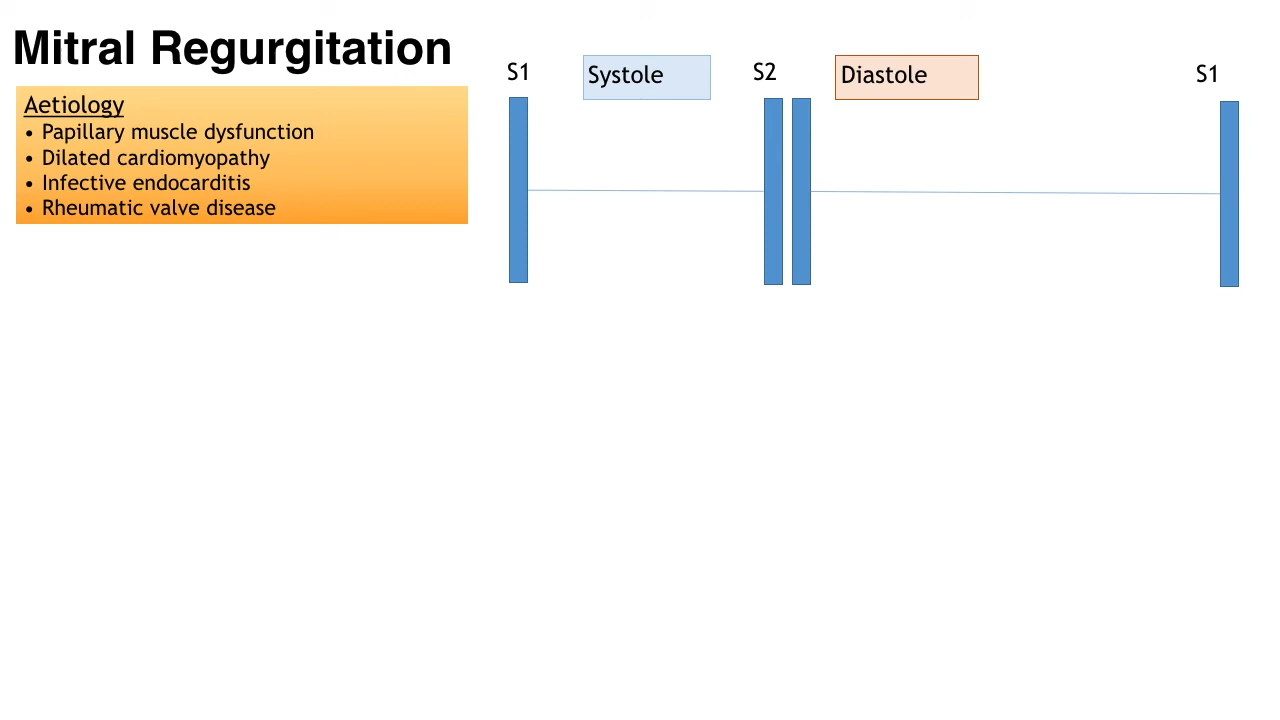 Mitral Regurgitation
Aetiology
• Papillary muscle dysfunction
• Dilated cardiomyopathy
• Infective endocarditis
• Rheumatic valve disease
S1
Systole
S2
Diastole
S1